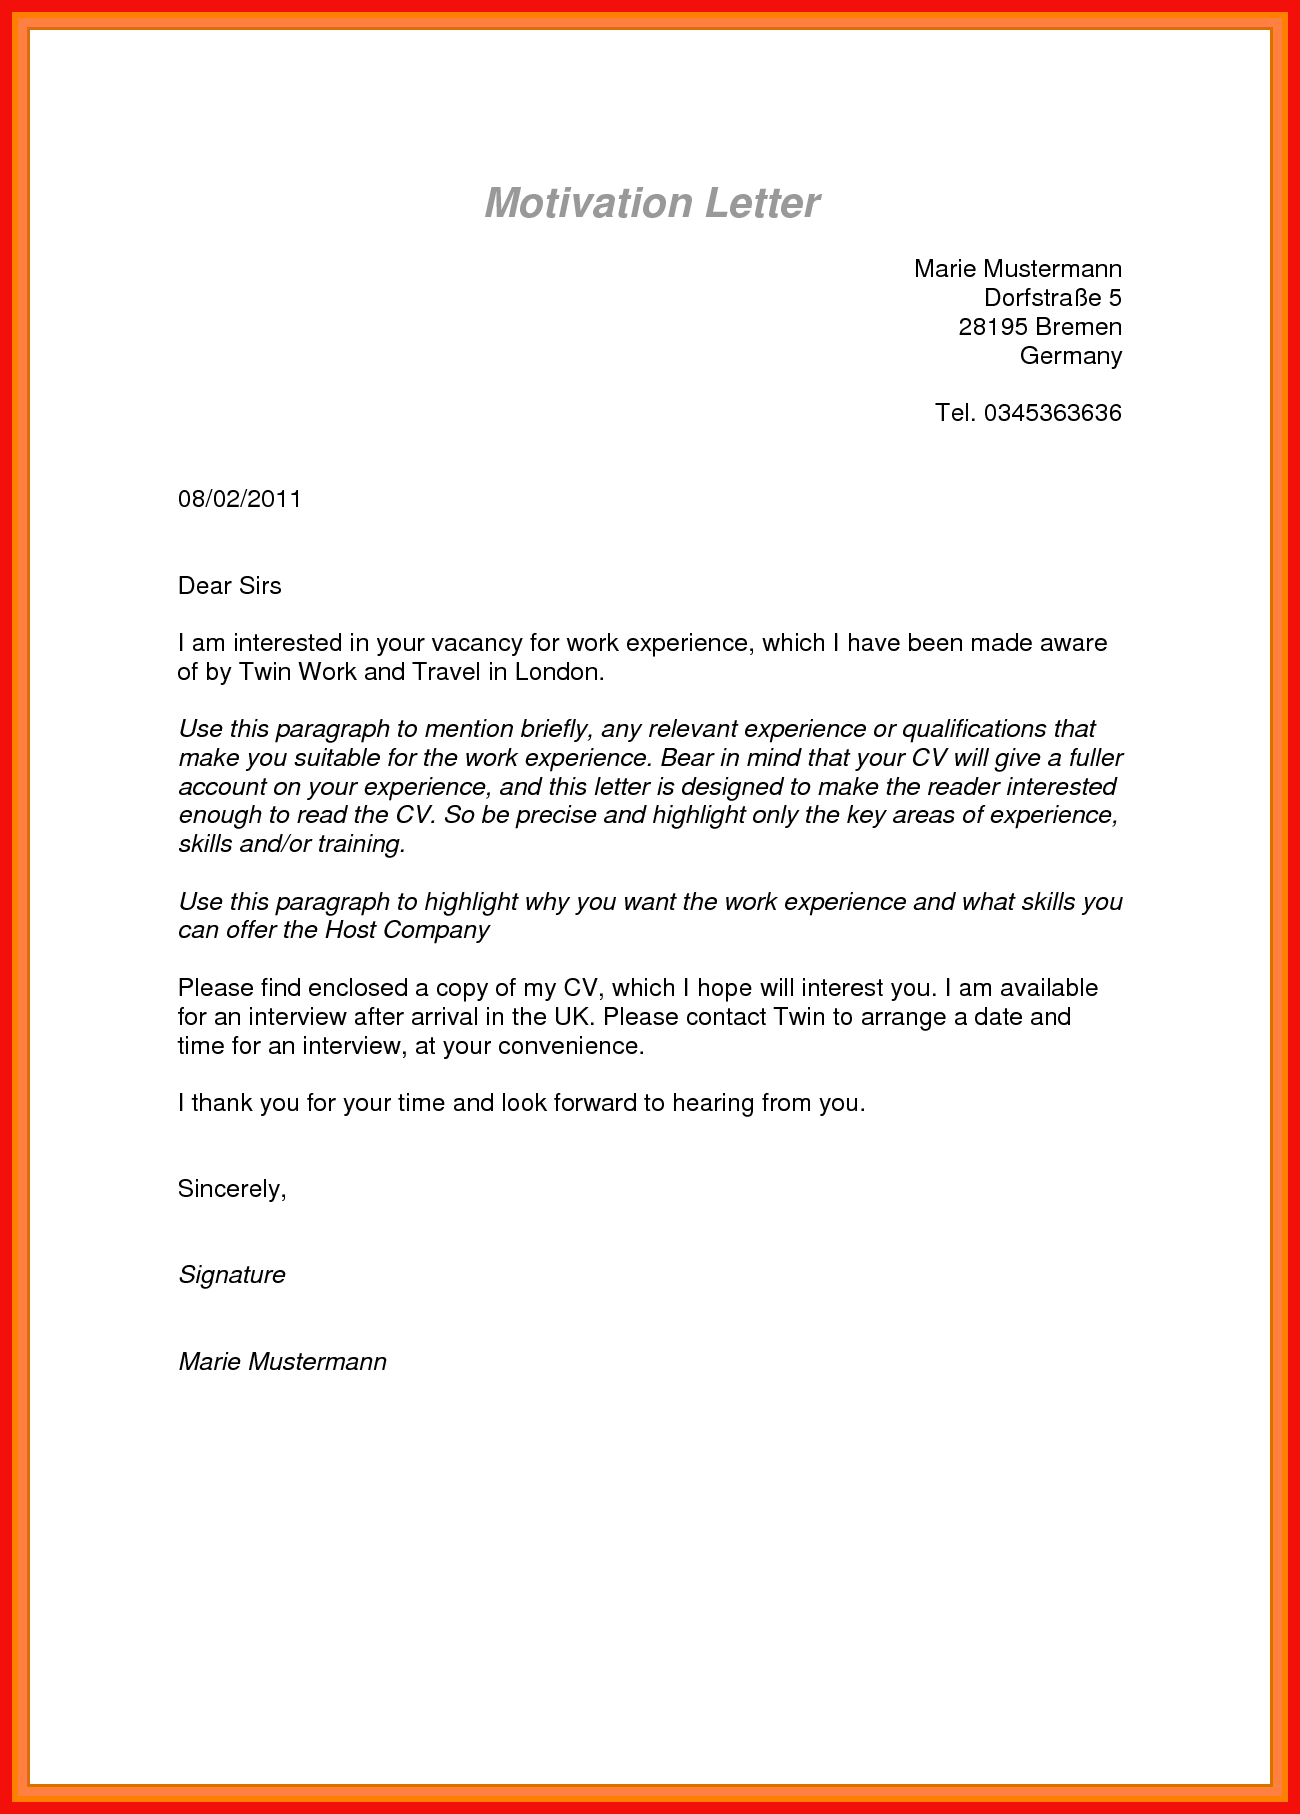 Motivation Letter
Marie Mustermann
Dorfstraße 5
28195 Bremen
Germany
Tel. 0345363636
08/02/2011
Dear Sirs
I am interested in your vacancy for work experience, which I have been made aware
of by Twin Work and Travel in London.
Use this paragraph to mention briefly, any relevant experience or qualifications that
make you suitable for the work experience. Bear in mind that your CV will give a fuller
account on your experience, and this letter is designed to make the reader interested
enough to read the CV. So be precise and highlight only the key areas of experience,
skills and/or training.
Use this paragraph to highlight why you want the work experience and what skills you
can offer the Host Company
Please find enclosed a copy of my CV, which I hope will interest you. I am available
for an interview after arrival in the UK. Please contact Twin to arrange a date and
time for an interview, at your convenience.
I thank you for your time and look forward to hearing from you.
Sincerely,
Signature
Marie Mustermann